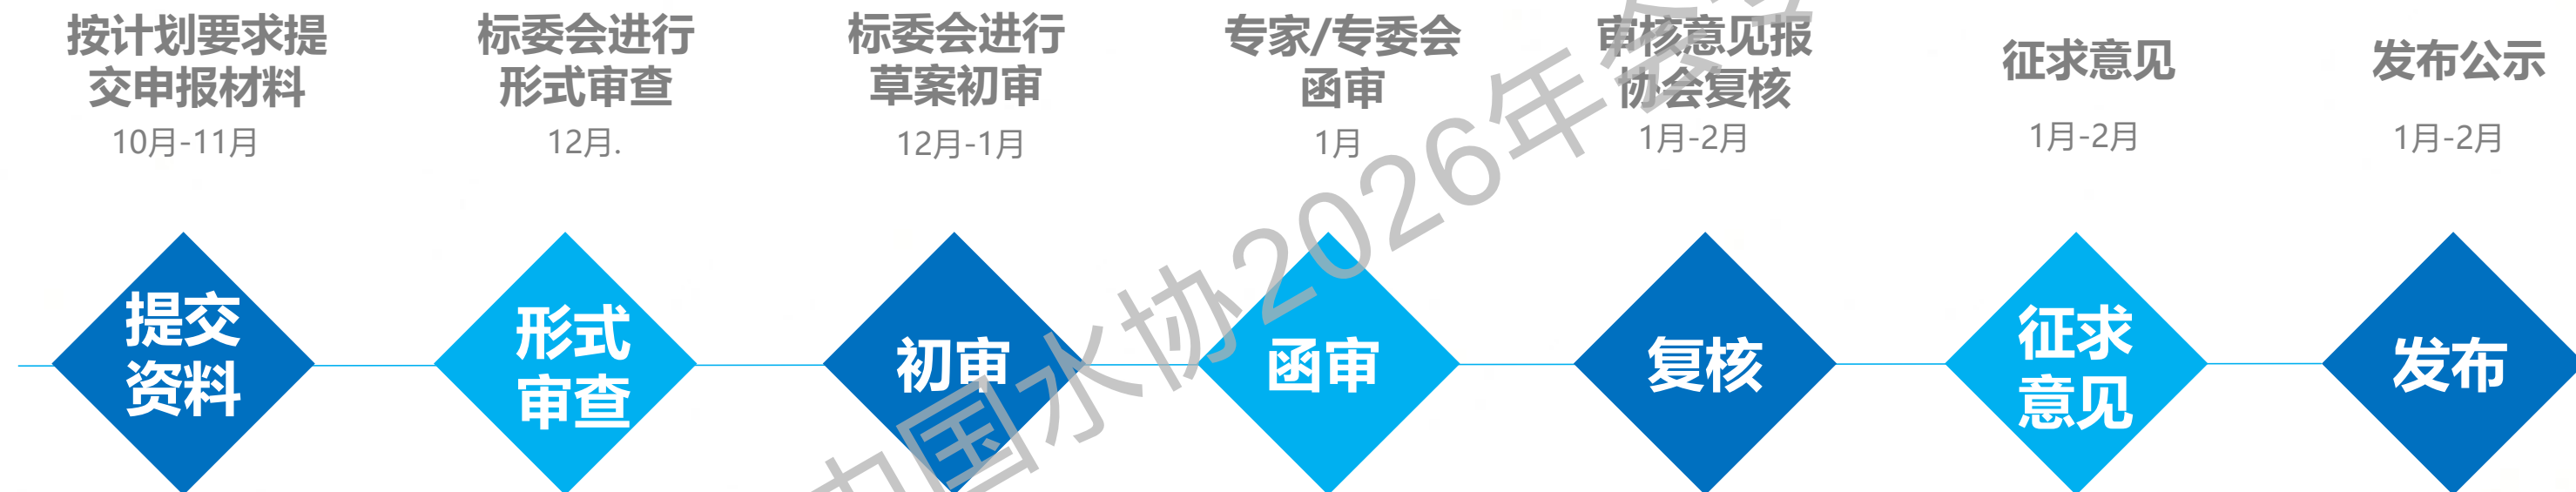 按计划要求提
交申报材料
10月-11月
标委会进行
形式审查
12月.
标委会进行
草案初审
12月-1月
专家/专委会
函审
1月
审核意见报
协会复核
1月-2月
征求意见
1月-2月
发布公示
1月-2月
提交
资料
形式
审查
初审
函审
复核
征求
意见
发布
中国水协2026年会